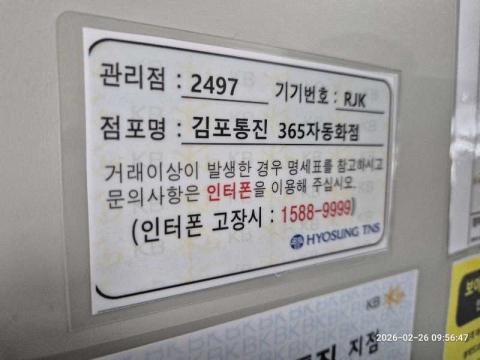 관리점 : 2497 기기번호 : RJK
점포명 : 김포통진 365자동화점
거래이상이 발생한 경우 명세표를 참고하시고
문의사항은 인터폰을 이용해 주십시오.
(인터폰 고장시 : 1588-9999)
HYOSUNG TNS
KB
지점
2026-02-26 09:56:47